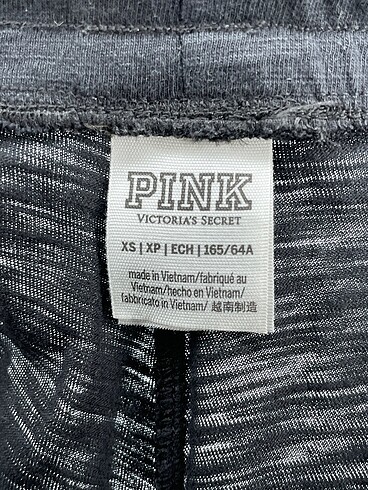 PINK
VICTORIA'S SECRET
XS | XP | ECH | 165/64A
made in Vietnam/fabriqué au
Vietnam/hecho en Vietnam/
fabbricato in Vietnam/ 越南制造